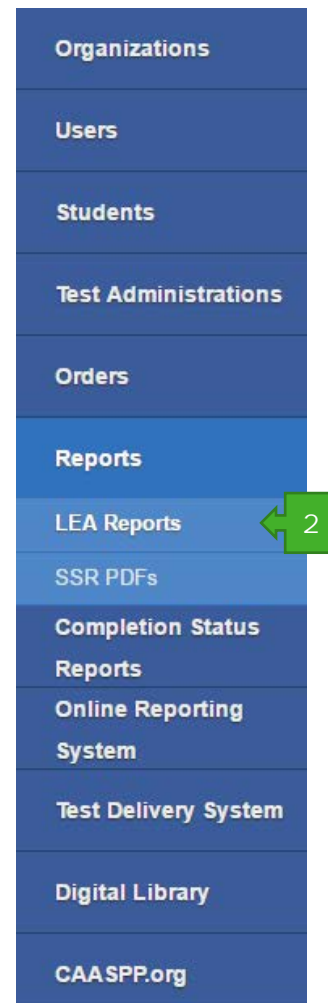 Organizations
Users
Students
Test Administrations
Orders
Reports
LEA Reports
2
SSR PDFs
Completion Status
Reports
Online Reporting
System
Test Delivery System
Digital Library
CAASPP.org